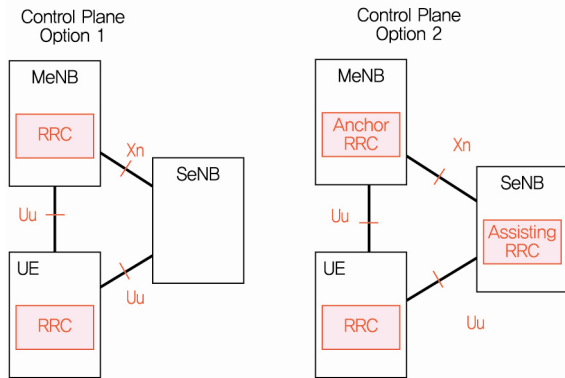 Control Plane
Option 1
MeNB
RRC
Xn
SeNB
Uu
UE
Uu
RRC
Control Plane
Option 2
MeNB
Anchor
RRC
Xn
SeNB
Uu
Assisting
RRC
UE
RRC
Uu